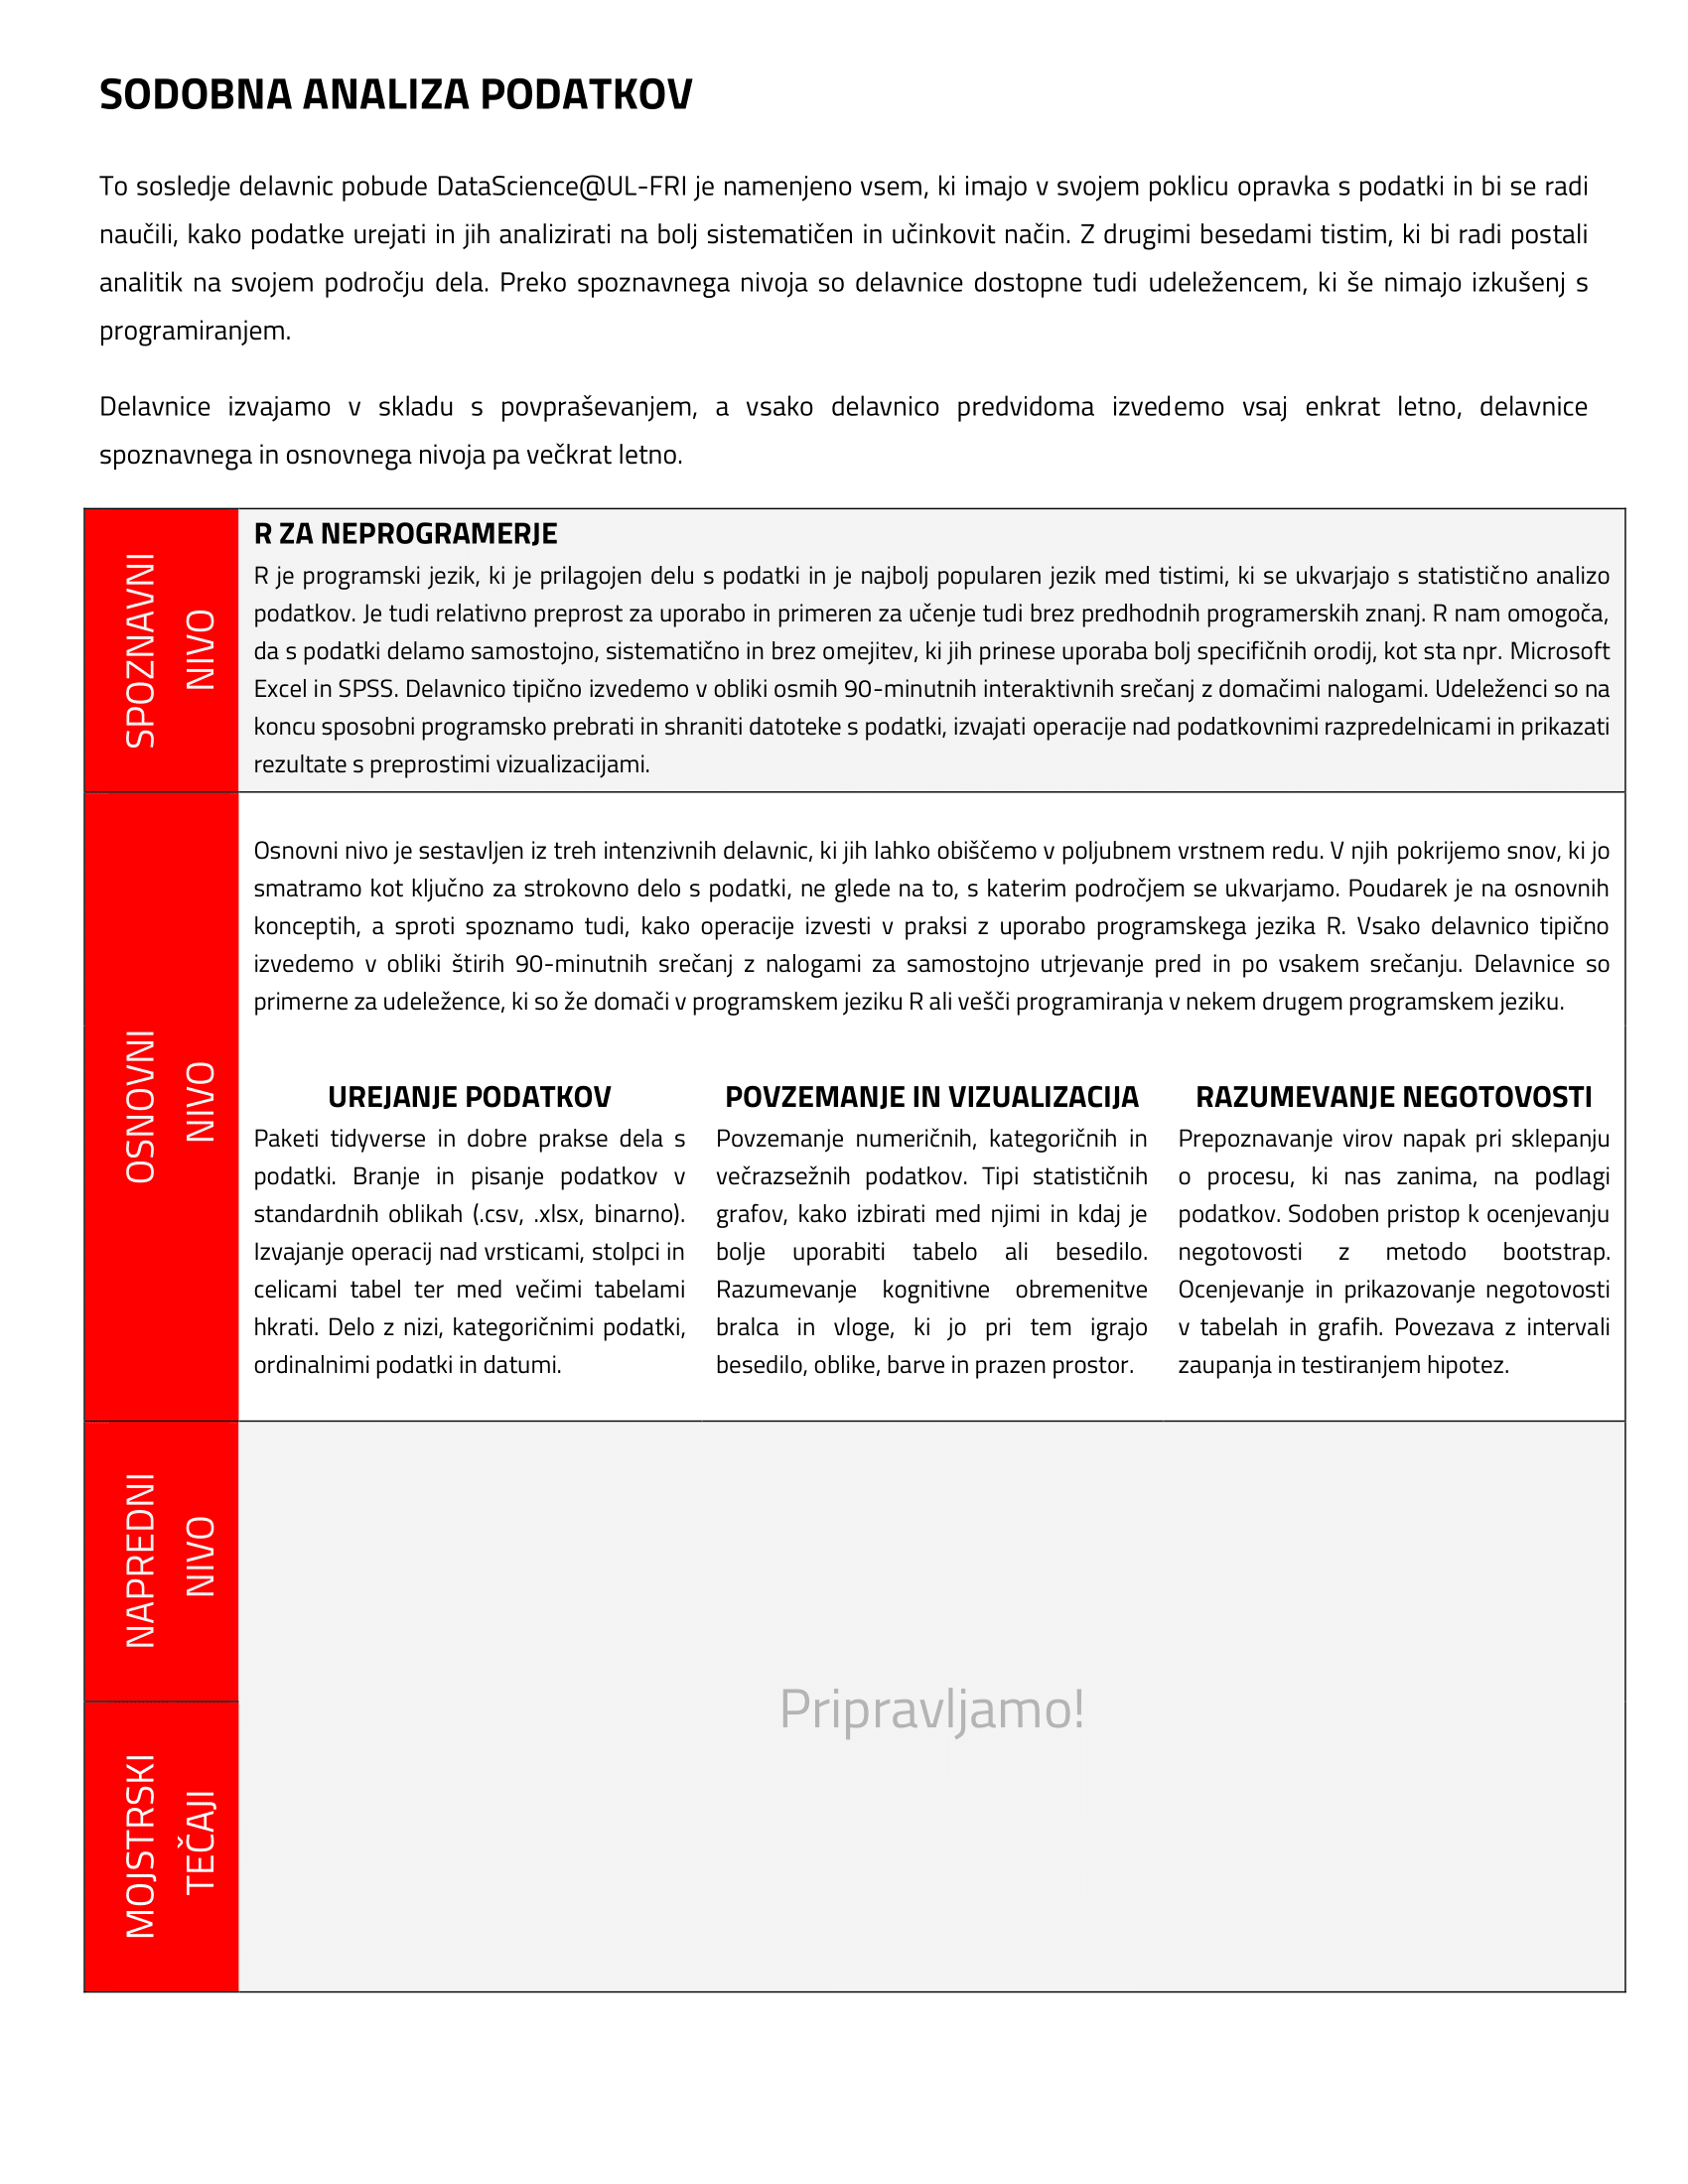 SODOBNA ANALIZA PODATKOV
To sosledje delavnic pobude DataScience@UL-FRI je namenjeno vsem, ki imajo v svojem poklicu opravka s podatki in bi se radi
naučili, kako podatke urejati in jih analizirati na bolj sistematičen in učinkovit način. Z drugimi besedami tistim, ki bi radi postali
analitik na svojem področju dela. Preko spoznavnega nivoja so delavnice dostopne tudi udeležencem, ki še nimajo izkušenj s
programiranjem.
Delavnice izvajamo v skladu s povpraševanjem, a vsako delavnico predvidoma izvedemo vsaj enkrat letno, delavnice
spoznavnega in osnovnega nivoja pa večkrat letno.
SPOZNAVNI
NIVO
R ZA NEPROGRAMERJE
R je programski jezik, ki je prilagojen delu s podatki in je najbolj popularen jezik med tistimi, ki se ukvarjajo s statistično analizo
podatkov. Je tudi relativno preprost za uporabo in primeren za učenje tudi brez predhodnih programerskih znanj. R nam omogoča,
da s podatki delamo samostojno, sistematično in brez omejitev, ki jih prinese uporaba bolj specifičnih orodij, kot sta npr. Microsoft
Excel in SPSS. Delavnico tipično izvedemo v obliki osmih 90-minutnih interaktivnih srečanj z domačimi nalogami. Udeleženci so na
koncu sposobni programsko prebrati in shraniti datoteke s podatki, izvajati operacije nad podatkovnimi razpredelnicami in prikazati
rezultate s preprostimi vizualizacijami.
OSNOVNI
NIVO
Osnovni nivo je sestavljen iz treh intenzivnih delavnic, ki jih lahko obiščemo v poljubnem vrstnem redu. V njih pokrijemo snov, ki jo
smatramo kot ključno za strokovno delo s podatki, ne glede na to, s katerim področjem se ukvarjamo. Poudarek je na osnovnih
konceptih, a sproti spoznamo tudi, kako operacije izvesti v praksi z uporabo programskega jezika R. Vsako delavnico tipično
izvedemo v obliki štirih 90-minutnih srečanj z nalogami za samostojno utrjevanje pred in po vsakem srečanju. Delavnice so
primerne za udeležence, ki so že domači v programskem jeziku R ali vešči programiranja v nekem drugem programskem jeziku.
UREJANJE PODATKOV
Paketi tidyverse in dobre prakse dela s
podatki. Branje in pisanje podatkov v
standardnih oblikah (.csv, .xlsx, binarno).
Izvajanje operacij nad vrsticami, stolpci in
celicami tabel ter med večimi tabelami
hkrati. Delo z nizi, kategoričnimi podatki,
ordinalnimi podatki in datumi.
POVZEMANJE IN VIZUALIZACIJA
Povzemanje numeričnih, kategoričnih in
večrazsežnih podatkov. Tipi statističnih
grafov, kako izbirati med njimi in kdaj je
bolje uporabiti tabelo ali besedilo.
Razumevanje kognitivne obremenitve
bralca in vloge, ki jo pri tem igrajo
besedilo, oblike, barve in prazen prostor.
RAZUMEVANJE NEGOTOVOSTI
Prepoznavanje virov napak pri sklepanju
o procesu, ki nas zanima, na podlagi
podatkov. Sodoben pristop k ocenjevanju
negotovosti z metodo bootstrap.
Ocenjevanje in prikazovanje negotovosti
v tabelah in grafih. Povezava z intervali
zaupanja in testiranjem hipotez.
NAPREDNI
NIVO
Pripravljamo!
MOJSTRSKI
TEČAJI